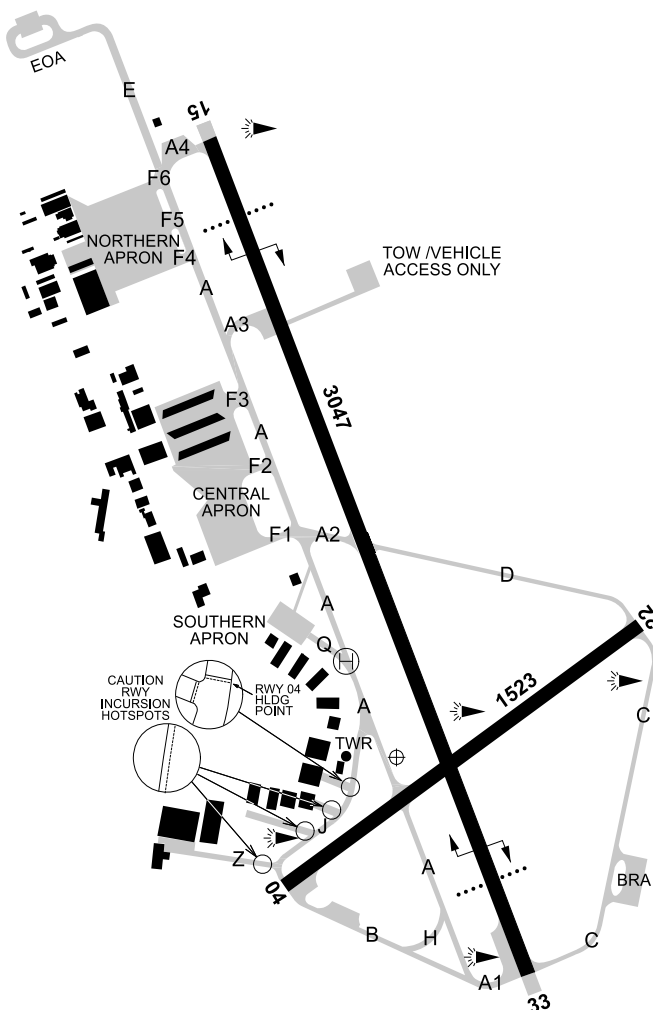 EOA
E
15
A4
F6
F5
NORTHERN
APRON
F4
TOW /VEHICLE
ACCESS ONLY
A
A3
3047
F3
A
F2
CENTRAL
APRON
F1
A2
D
A
SOUTHERN
APRON
22
Q
H
CAUTION
RWY
INCURSION
HOTSPOTS
RWY 04
HLDG
POINT
1523
C
A
TWR
J
Z
04
A
BRA
B
H
C
A1
33